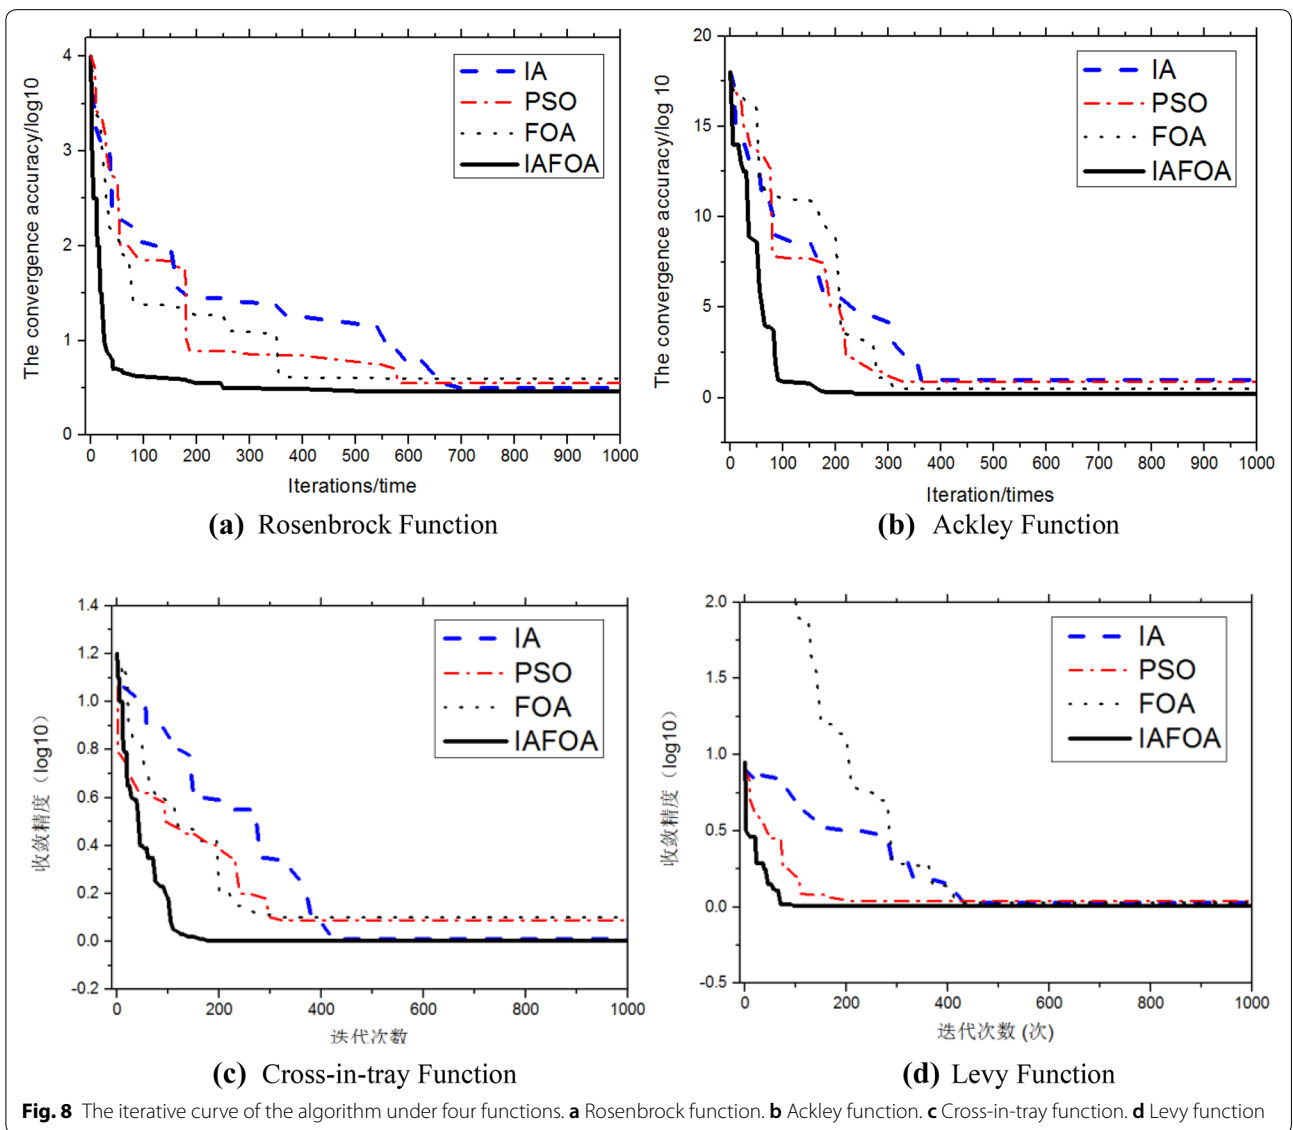 The convergence accuracy/log10
4
3
2
1
0
IA
PSO
FOA
IAFOA
0 100 200 300 400 500 600 700 800 900 1000
Iterations/time
(a) Rosenbrock Function
The convergence accuracy/log 10
20
15
10
5
0
IA
PSO
FOA
IAFOA
0 100 200 300 400 500 600 700 800 900 1000
Iteration/times
(b) Ackley Function
收敛精度（log10）
1.4
1.2
1.0
0.8
0.6
0.4
0.2
0.0
-0.2
IA
PSO
FOA
IAFOA
0 200 400 600 800 1000
迭代次数
(c) Cross-in-tray Function
收敛精度（log10）
2.0
1.5
1.0
0.5
0.0
-0.5
IA
PSO
FOA
IAFOA
0 200 400 600 800 1000
迭代次数 (次)
(d) Levy Function
Fig. 8 The iterative curve of the algorithm under four functions. a Rosenbrock function. b Ackley function. c Cross-in-tray function. d Levy function